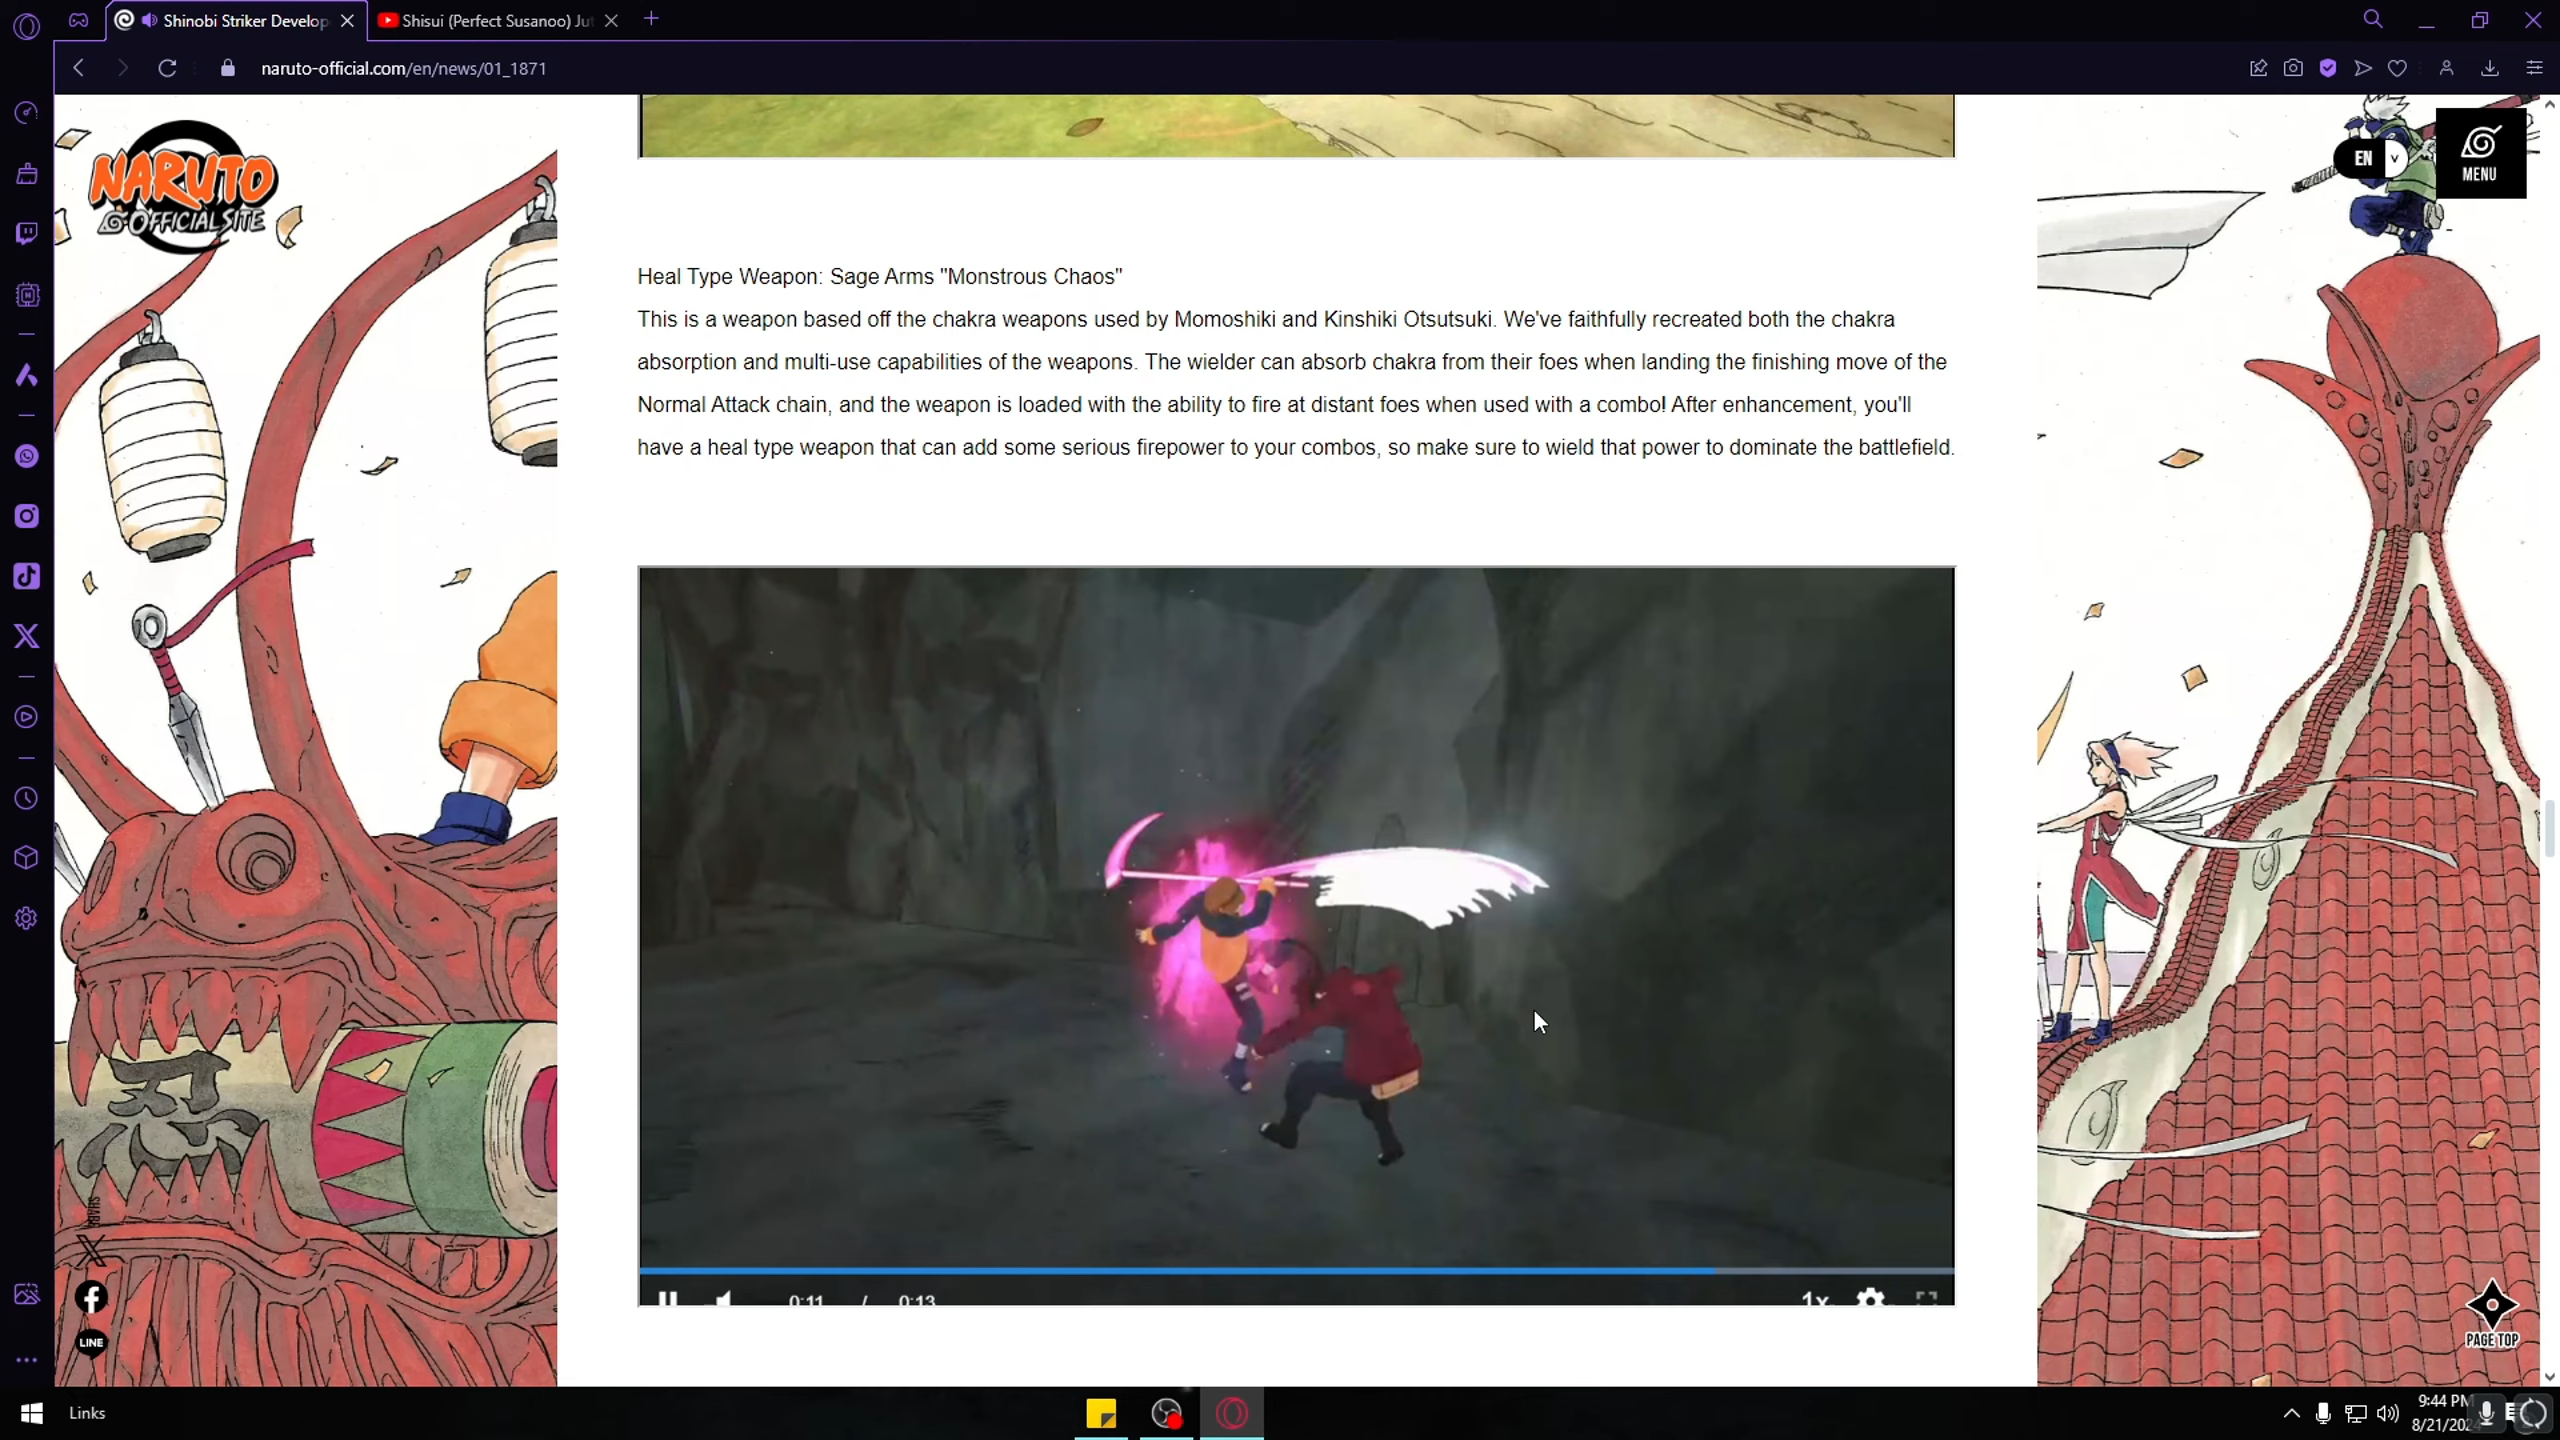 Shinobi Striker Develop
Shisui (Perfect Susanoo) Ju
naruto-official.com/en/news/01_1871
NARUTO
OFFICIAL SITE
EN
MENU
Heal Type Weapon: Sage Arms "Monstrous Chaos"
This is a weapon based off the chakra weapons used by Momoshiki and Kinshiki Otsutsuki. We've faithfully recreated both the chakra
absorption and multi-use capabilities of the weapons. The wielder can absorb chakra from their foes when landing the finishing move of the
Normal Attack chain, and the weapon is loaded with the ability to fire at distant foes when used with a combo! After enhancement, you'll
have a heal type weapon that can add some serious firepower to your combos, so make sure to wield that power to dominate the battlefield.
忍
SHARE
LINE
0:11 / 0:13
1x
PAGE TOP
Links
9:44 PM
8/21/202